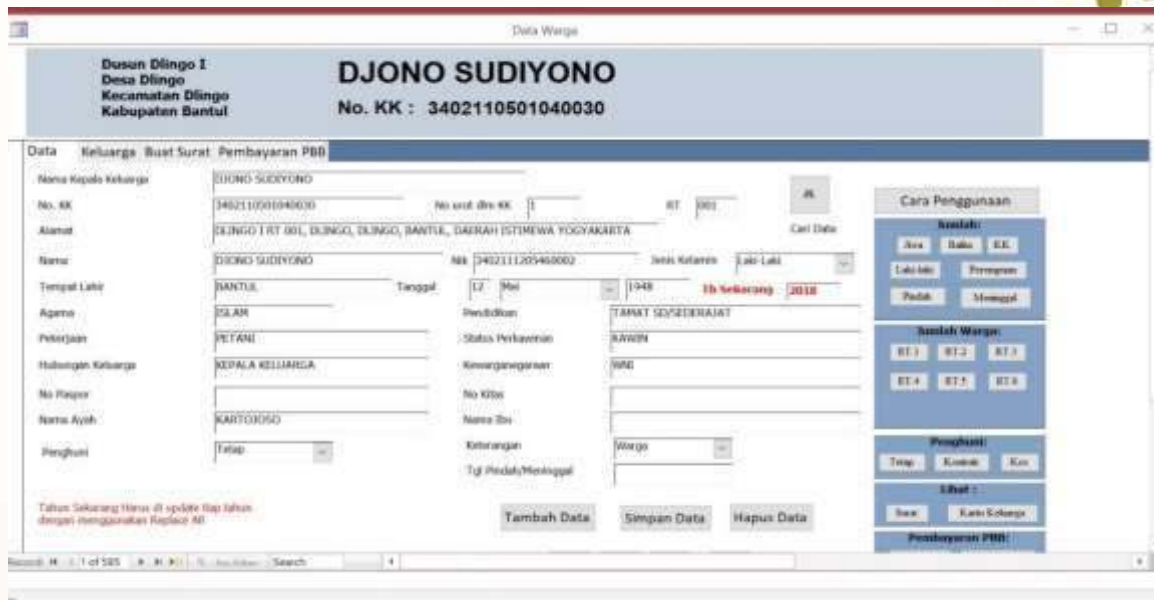 Data Warga
Dusun Dlingo I
Desa Dlingo
Kecamatan Dlingo
Kabupaten Bantul
DJONO SUDIYONO
No. KK : 3402110501040030
Data Keluarga Buat Surat Pembayaran PBB
Nama Kepala Keluarga DJONO SUDIYONO
No. KK 3402110501040030 No urut dlm KK 1 RT 001
Alamat DLINGO I RT 001, DLINGO, DLINGO, BANTUL, DAERAH ISTIMEWA YOGYAKARTA
Cari Data
Nama DJONO SUDIYONO Nik 3402111205460002 Jenis Kelamin Laki-Laki
Tempat Lahir BANTUL Tanggal 12 Mei 1948 Th Sekarang 2018
Agama ISLAM Pendidikan TAMAT SD/SEDERAJAT
Pekerjaan PETANI Status Perkawinan KAWIN
Hubungan Keluarga KEPALA KELUARGA Kewarganegaraan WNI
No Paspor No Kitas
Nama Ayah KARTOJOSO Nama Ibu
Penghuni Tetap Keterangan Warga
Tgl Pindah/Meninggal
Tahun Sekarang Harus di update tiap tahun
dengan menggunakan Replace All
Tambah Data Simpan Data Hapus Data
Cara Penggunaan
Jumlah:
Jiwa Balita KK
Laki-laki Perempuan
Pindah Meninggal
Jumlah Warga:
RT.1 RT.2 RT.3
RT.4 RT.5 RT.6
Penghuni:
Tetap Kontrak Kos
Lihat :
Surat Kartu Keluarga
Pembayaran PBB:
Record: 1 of 585 No Filter Search